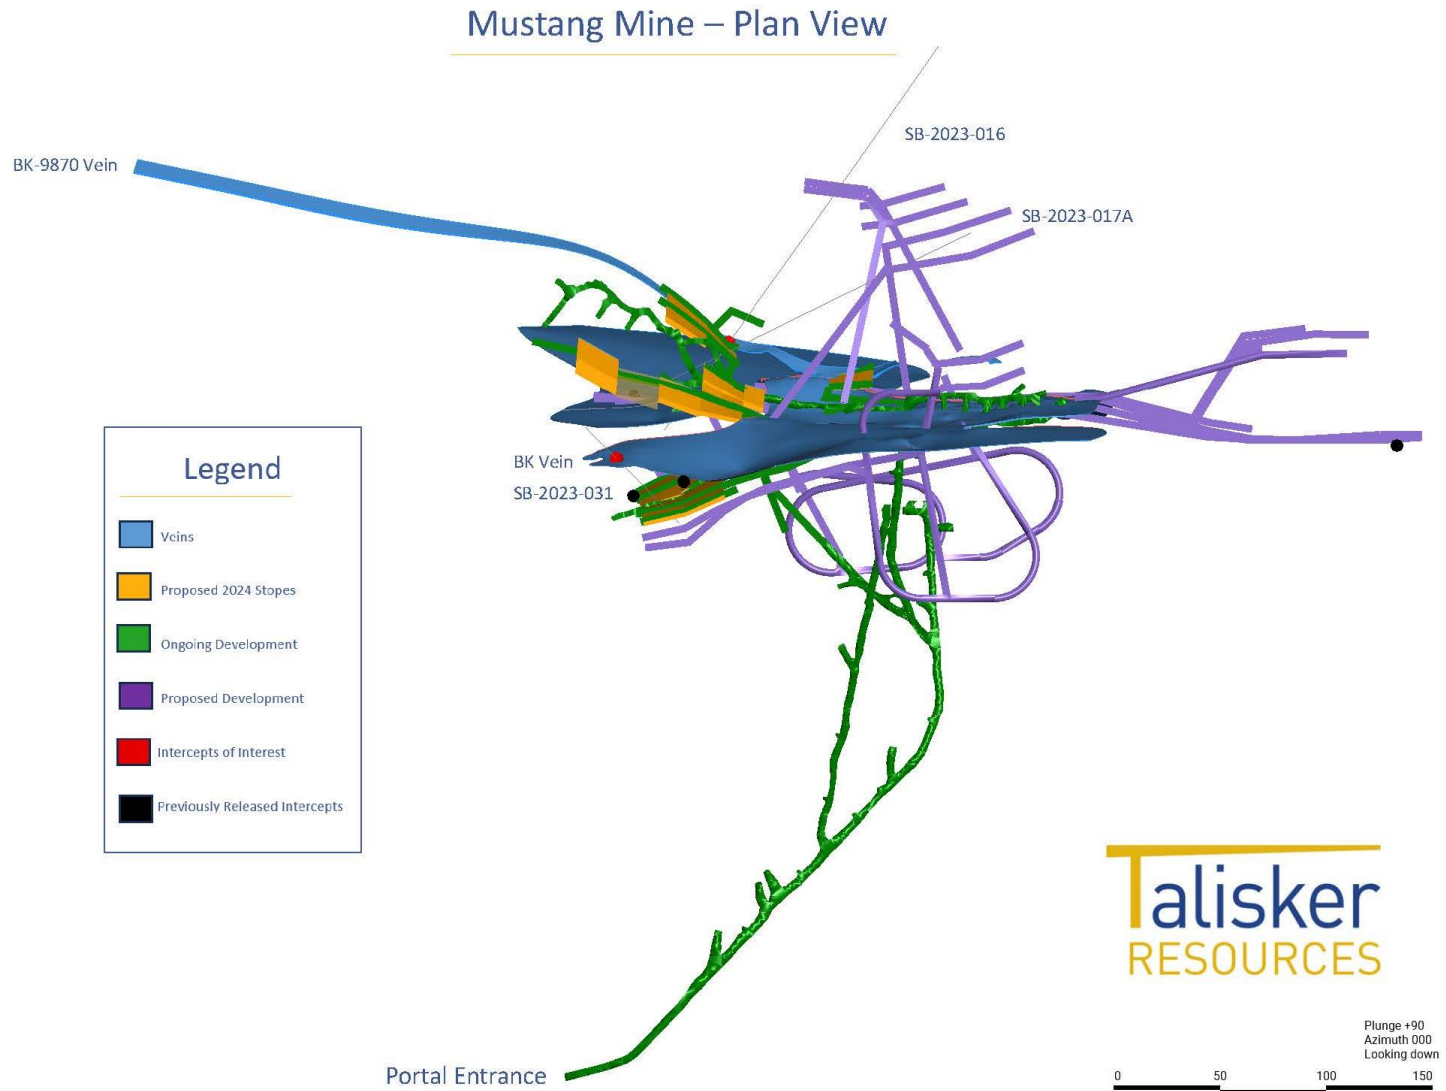 Mustang Mine – Plan View
SB-2023-016
BK-9870 Vein
SB-2023-017A
BK Vein
SB-2023-031
Legend
Veins
Proposed 2024 Stopes
Ongoing Development
Proposed Development
Intercepts of Interest
Previously Released Intercepts
Talisker
RESOURCES
Portal Entrance
Plunge +90
Azimuth 000
Looking down
0 50 100 150